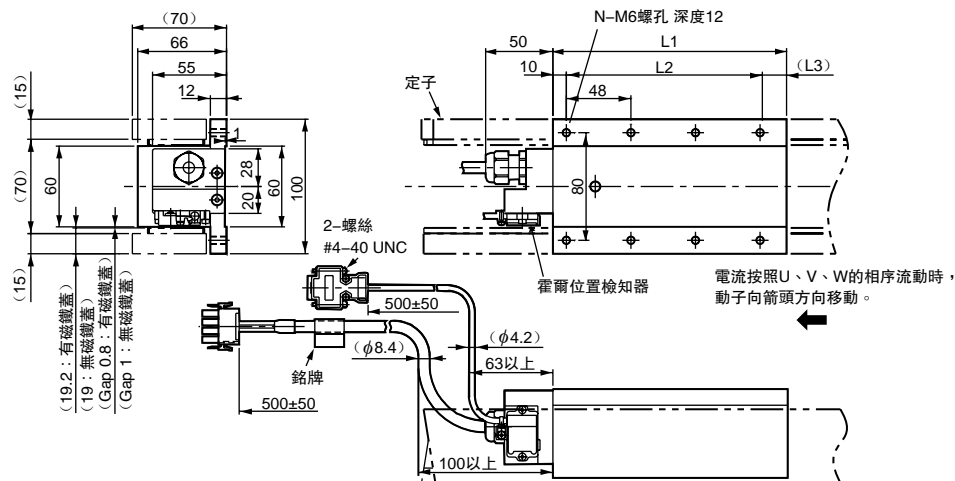 (70)
66
55
12
1
(15)
(70)
(15)
60
28
20
60
100
(19.2：有磁鐵蓋)
(19：無磁鐵蓋)
(Gap 0.8：有磁鐵蓋)
(Gap 1：無磁鐵蓋)
N–M6螺孔 深度12
50
L1
10
L2
(L3)
48
定子
80
霍爾位置檢知器
電流按照U、V、W的相序流動時，
動子向箭頭方向移動。
2–螺絲
#4–40 UNC
500±50
(φ4.2)
(φ8.4)
63以上
銘牌
500±50
100以上